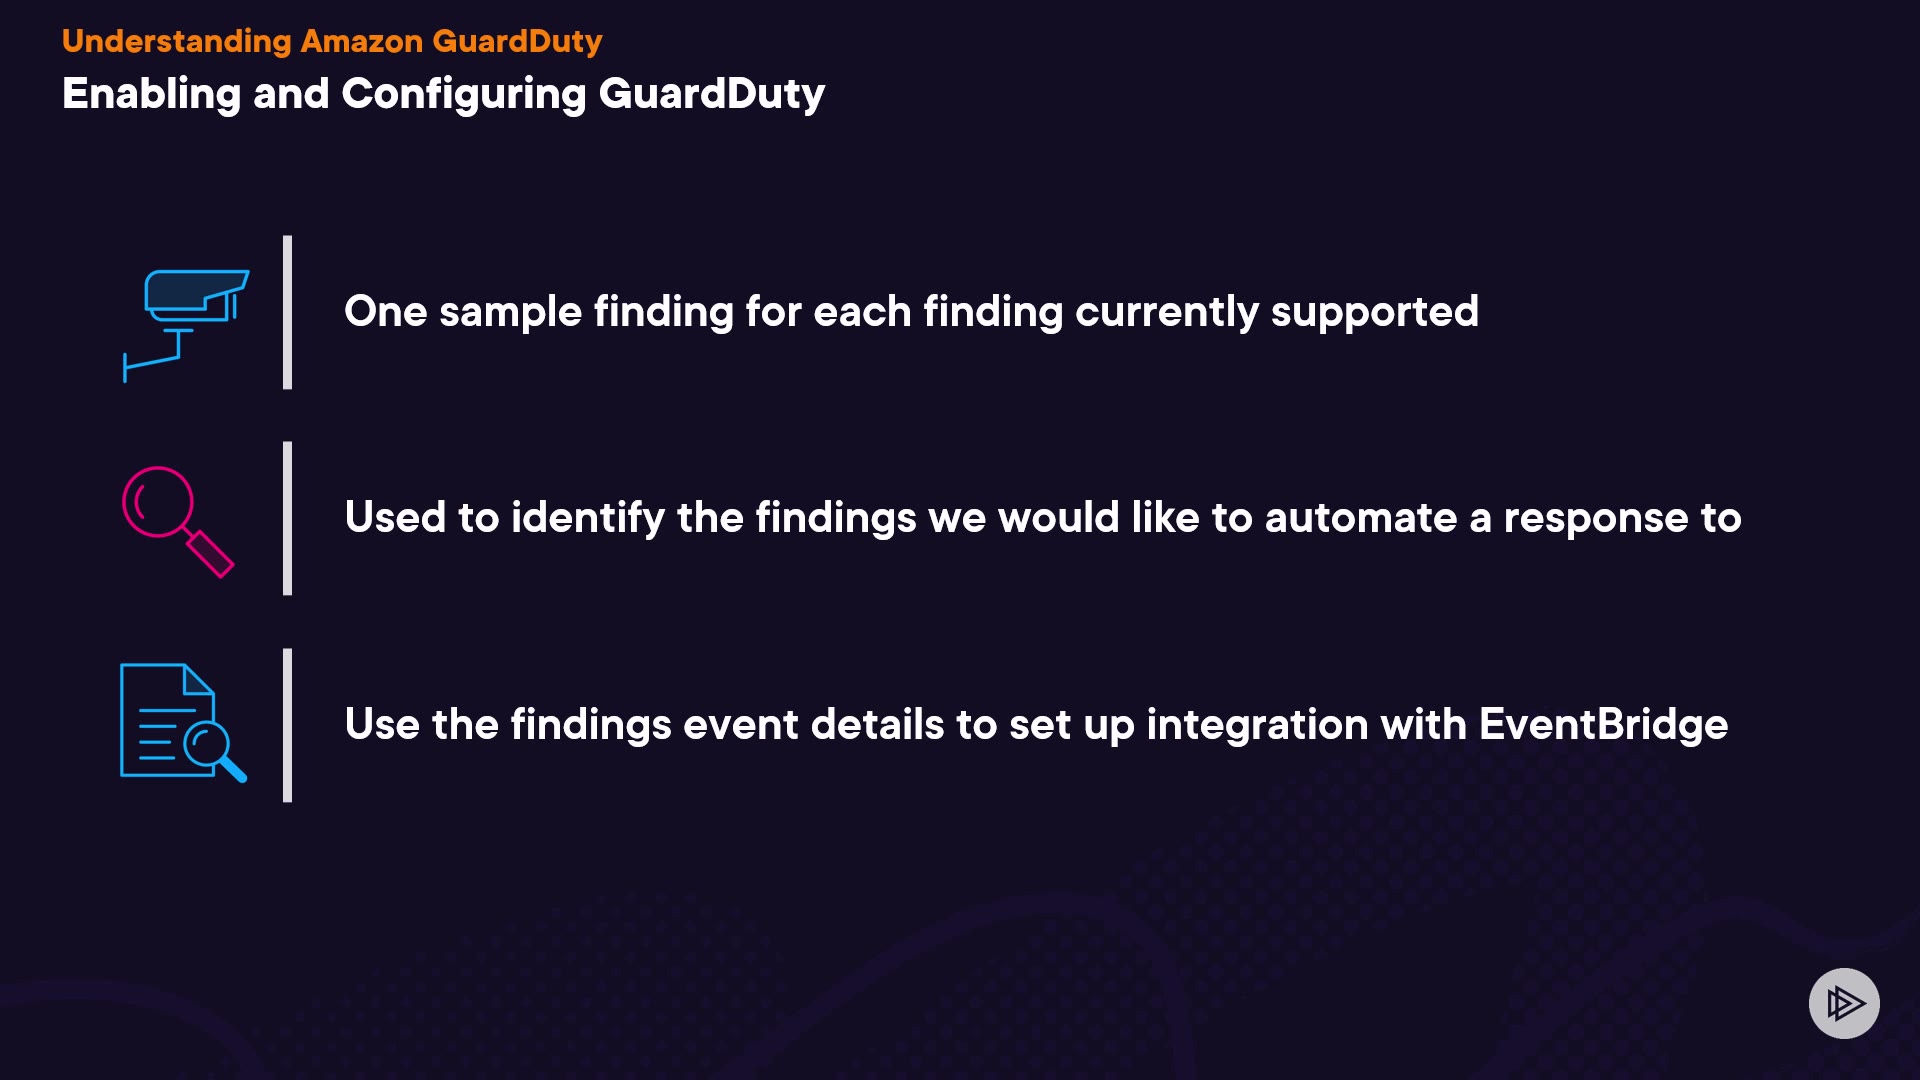 Understanding Amazon GuardDuty
Enabling and Configuring GuardDuty
One sample finding for each finding currently supported
Used to identify the findings we would like to automate a response to
Use the findings event details to set up integration with EventBridge